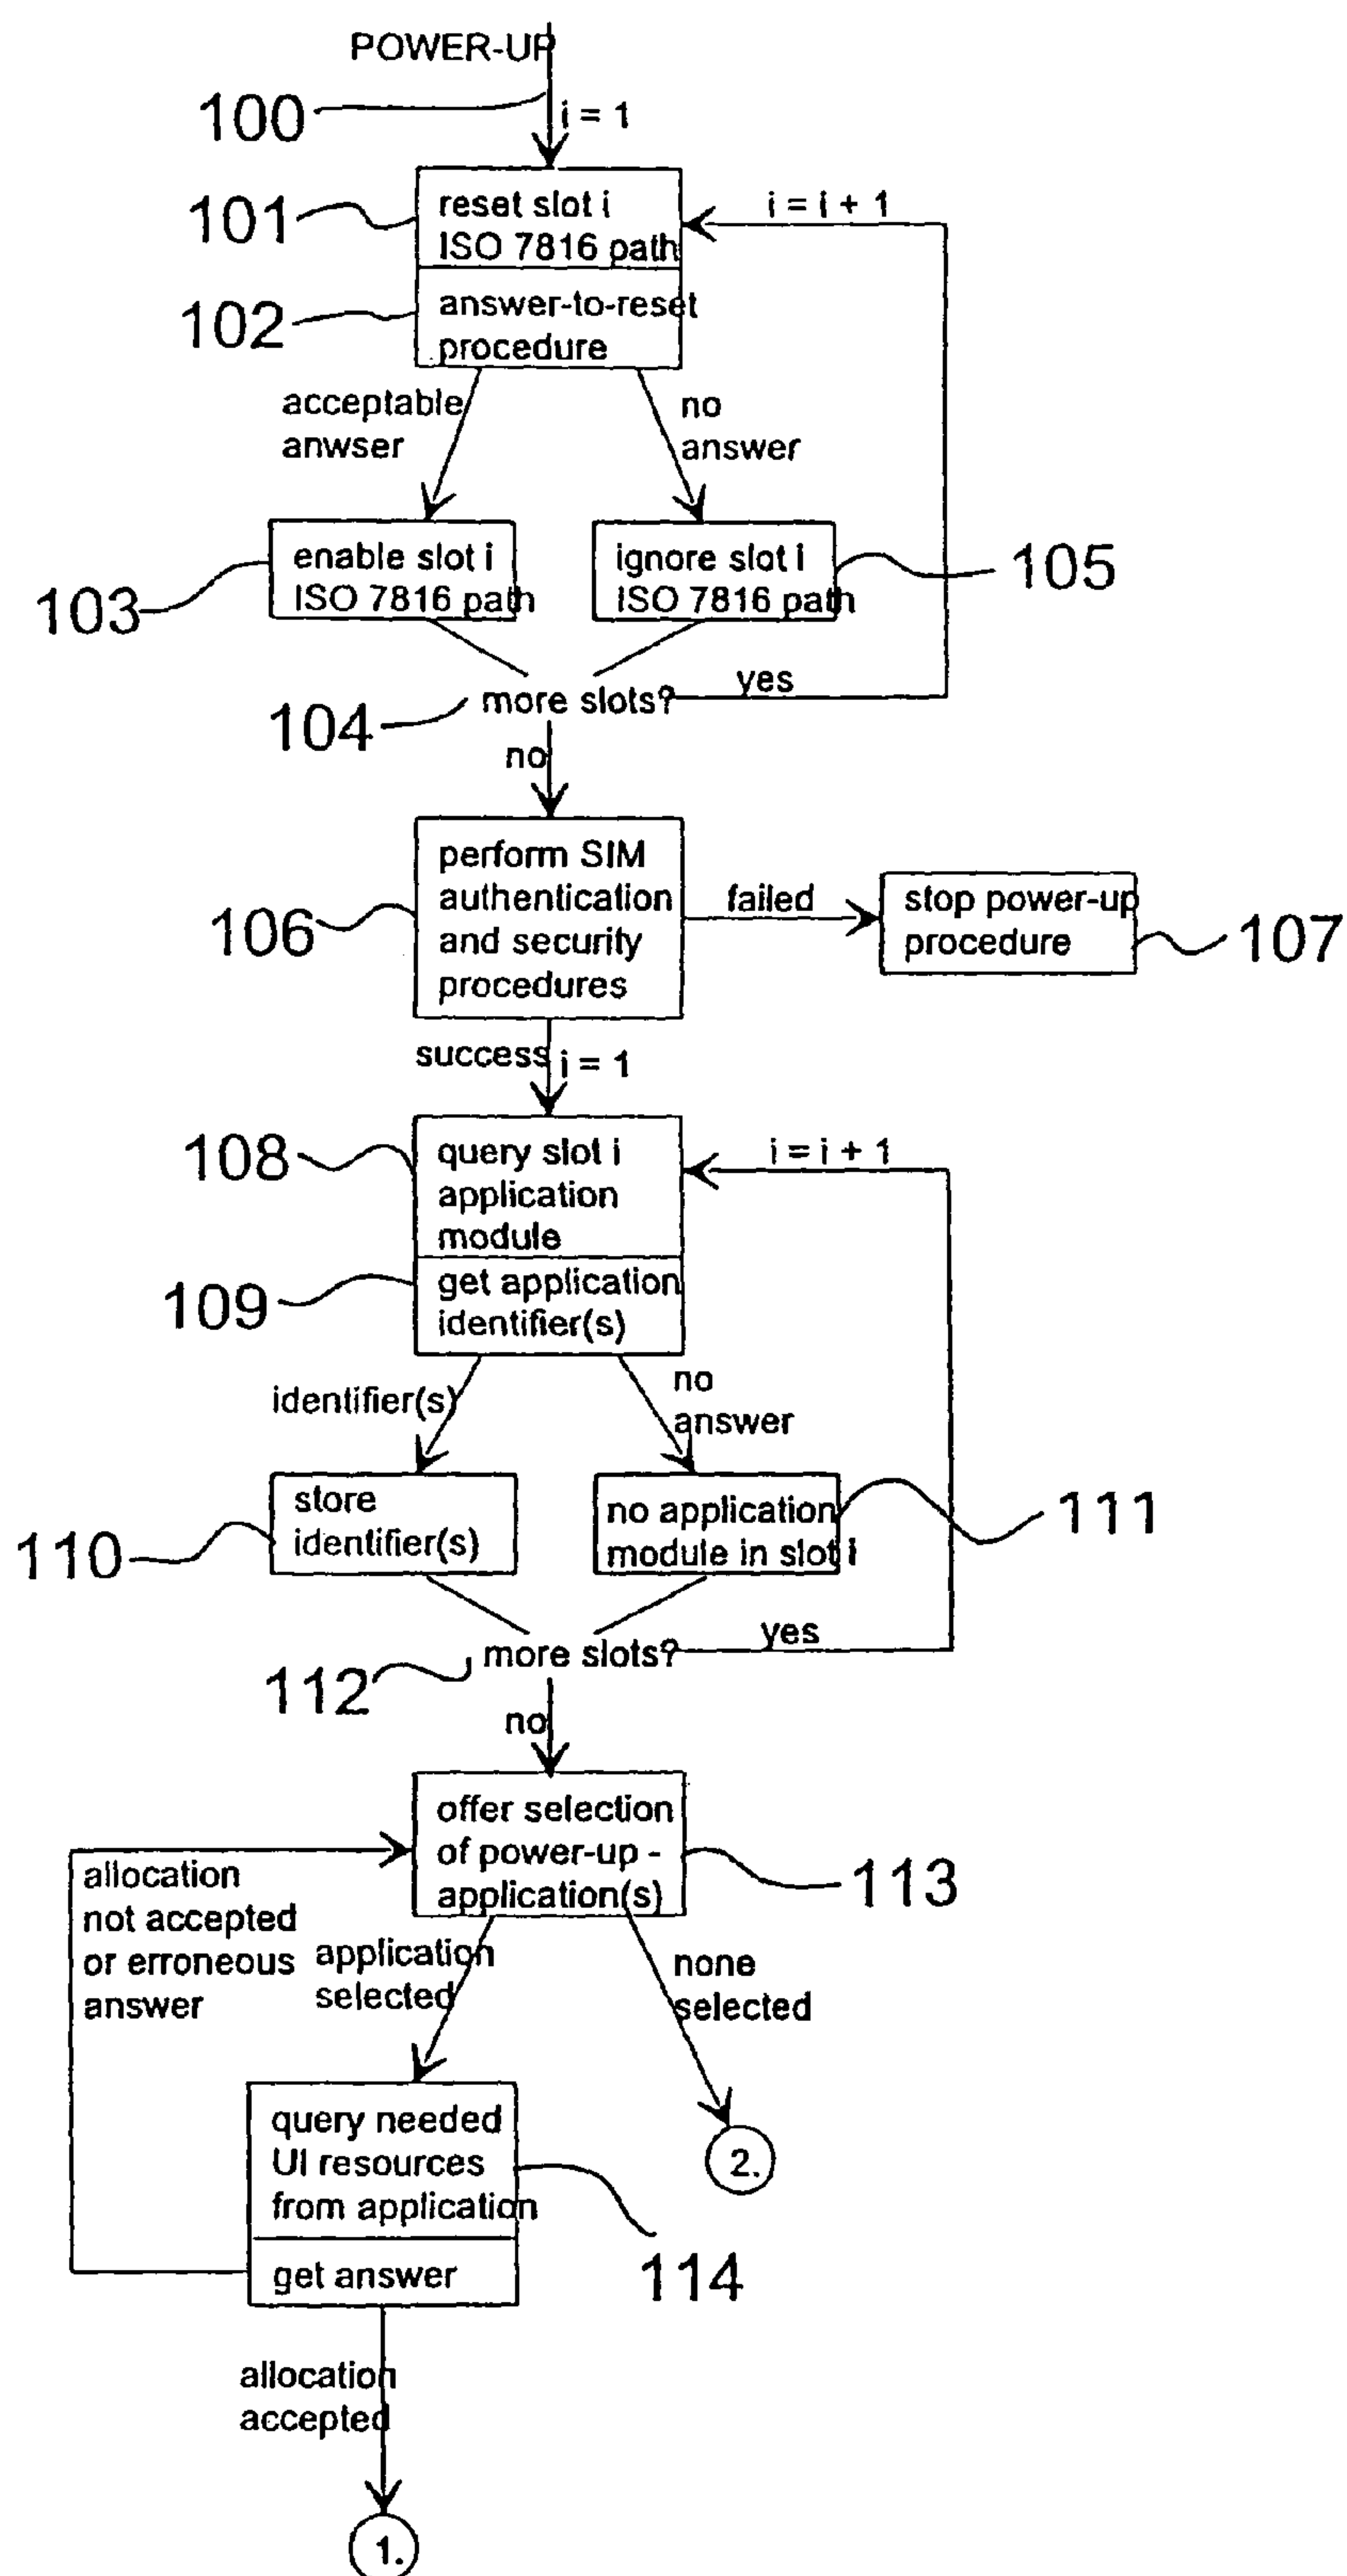 POWER-UP
100
i = 1
101
reset slot i
ISO 7816 path
i = i + 1
102
answer-to-reset
procedure
acceptable
anwser
no
answer
103
enable slot i
ISO 7816 path
ignore slot i
ISO 7816 path
105
104
more slots?
yes
no
106
perform SIM
authentication
and security
procedures
failed
stop power-up
procedure
107
success
i = 1
108
query slot i
application
module
i = i + 1
109
get application
identifier(s)
identifier(s)
no
answer
110
store
identifier(s)
no application
module in slot i
111
112
more slots?
yes
no
offer selection
of power-up -
application(s)
113
allocation
not accepted
or erroneous
answer
application
selected
none
selected
query needed
UI resources
from application
2.
get answer
114
allocation
accepted
1.